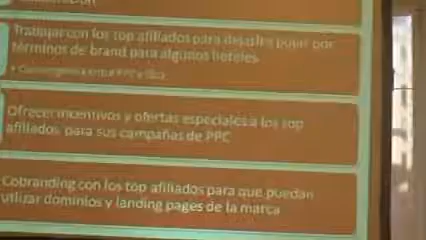 Trabajar con los top afiliados para dejarles pujar por
términos de brand para algunos hoteles
Ofrecer incentivos y ofertas especiales a los top
afiliados para sus campañas de PPC
Cobranding con los top afiliados para que puedan
utlizar dominios y landing pages de la marca